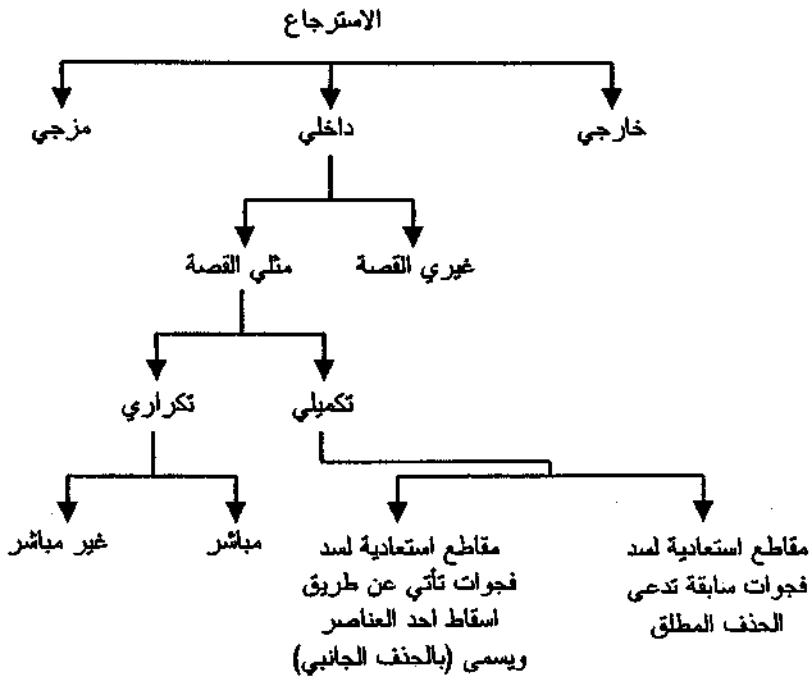 الاسترجاع
خارجي
داخلي
مزجي
غيري القصة
مثلي القصة
تكميلي
تكراري
مقاطع استعادية لسد
فجوات سابقة تدعى
الحذف المطلق
مقاطع استعادية لسد
فجوات تأتي عن طريق
اسقاط احد العناصر
ويسمى (بالحذف الجانبي)
مباشر
غير مباشر